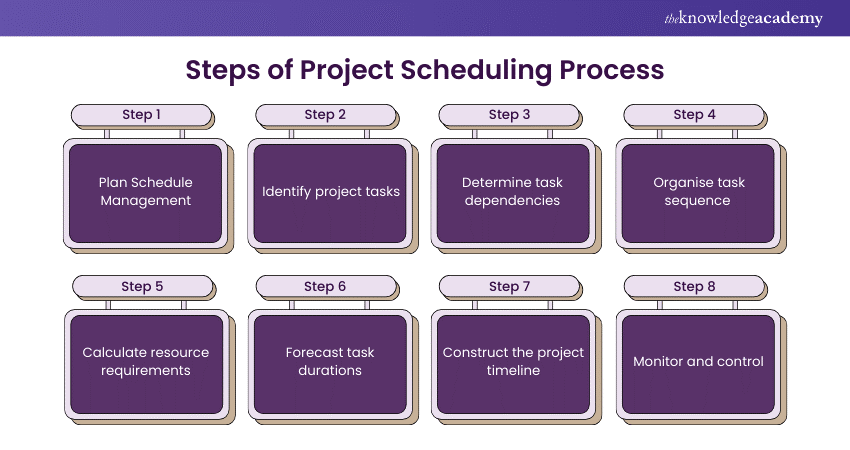 theknowledgeacademy
Steps of Project Scheduling Process
Step 1
Plan Schedule
Management
Step 2
Identify project tasks
Step 3
Determine task
dependencies
Step 4
Organise task
sequence
Step 5
Calculate resource
requirements
Step 6
Forecast task
durations
Step 7
Construct the project
timeline
Step 8
Monitor and control